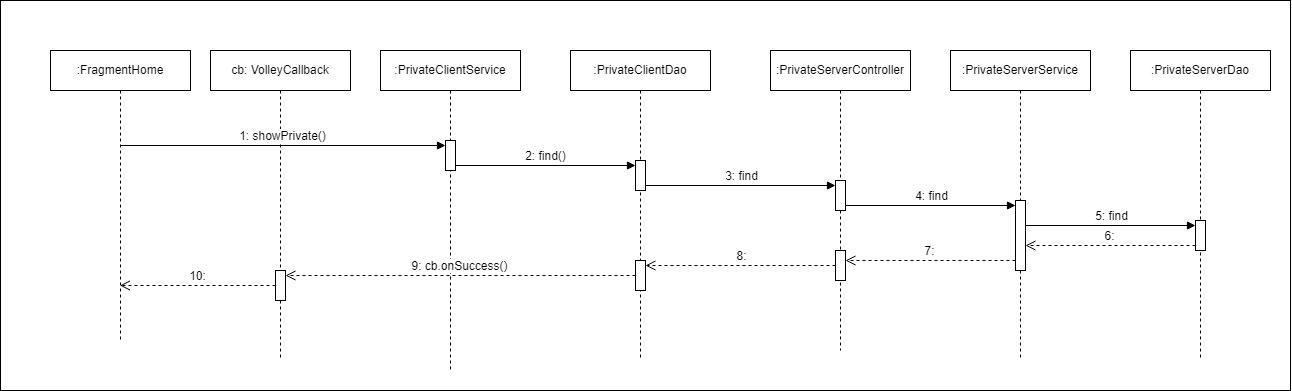 :FragmentHome
cb: VolleyCallback
:PrivateClientService
:PrivateClientDao
:PrivateServerController
:PrivateServerService
:PrivateServerDao
1: showPrivate()
2: find()
3: find
4: find
5: find
6:
7:
8:
9: cb.onSuccess()
10: